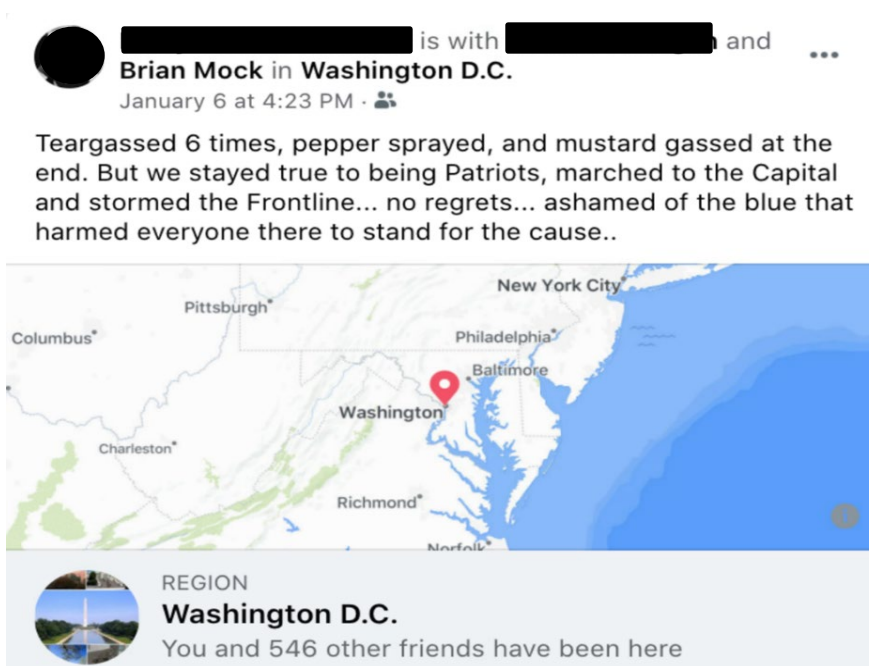 is with and
Brian Mock in Washington D.C.
January 6 at 4:23 PM ·
Teargassed 6 times, pepper sprayed, and mustard gassed at the
end. But we stayed true to being Patriots, marched to the Capital
and stormed the Frontline... no regrets... ashamed of the blue that
harmed everyone there to stand for the cause..
New York City
Pittsburgh
Columbus
Philadelphia
Baltimore
Washington
Charleston
Richmond
Norfolk
REGION
Washington D.C.
You and 546 other friends have been here